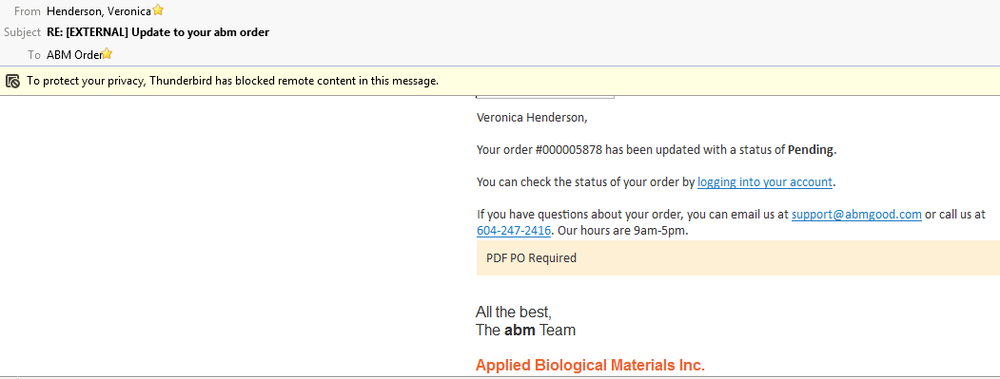 From Henderson, Veronica
Subject RE: [EXTERNAL] Update to your abm order
To ABM Order
To protect your privacy, Thunderbird has blocked remote content in this message.
Veronica Henderson,
Your order #000005878 has been updated with a status of Pending.
You can check the status of your order by logging into your account.
If you have questions about your order, you can email us at support@abmgood.com or call us at
604-247-2416. Our hours are 9am-5pm.
PDF PO Required
All the best,
The abm Team
Applied Biological Materials Inc.